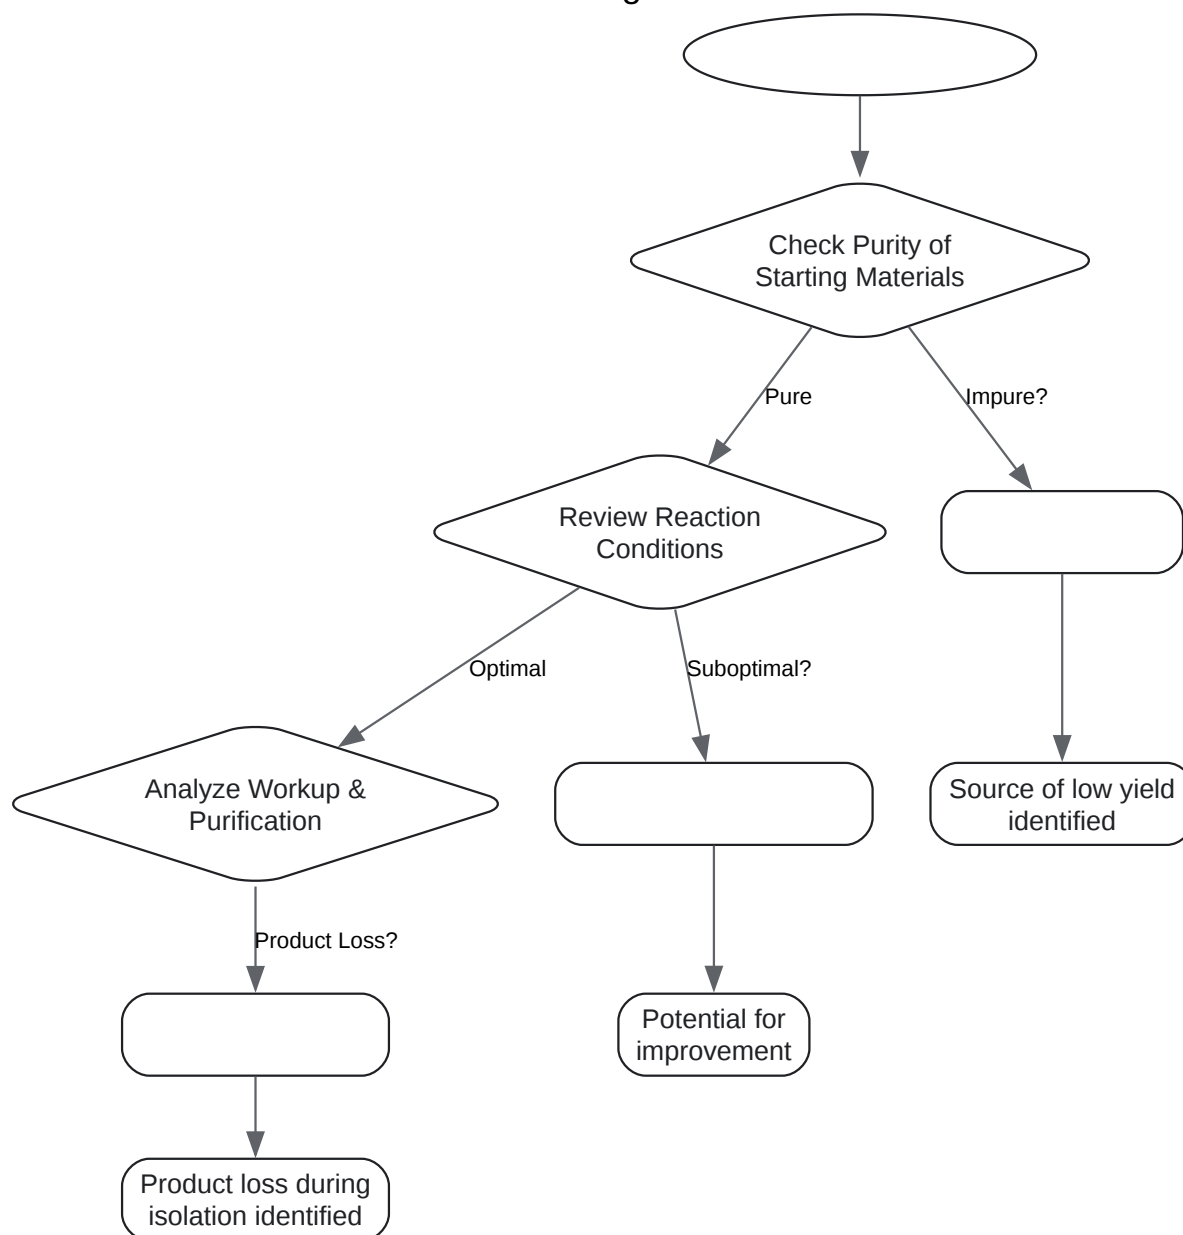 Check Purity of
Starting Materials
Pure
Impure?
Review Reaction
Conditions
Optimal
Suboptimal?
Analyze Workup &
Purification
Source of low yield
identified
Product Loss?
Potential for
improvement
Product loss during
isolation identified